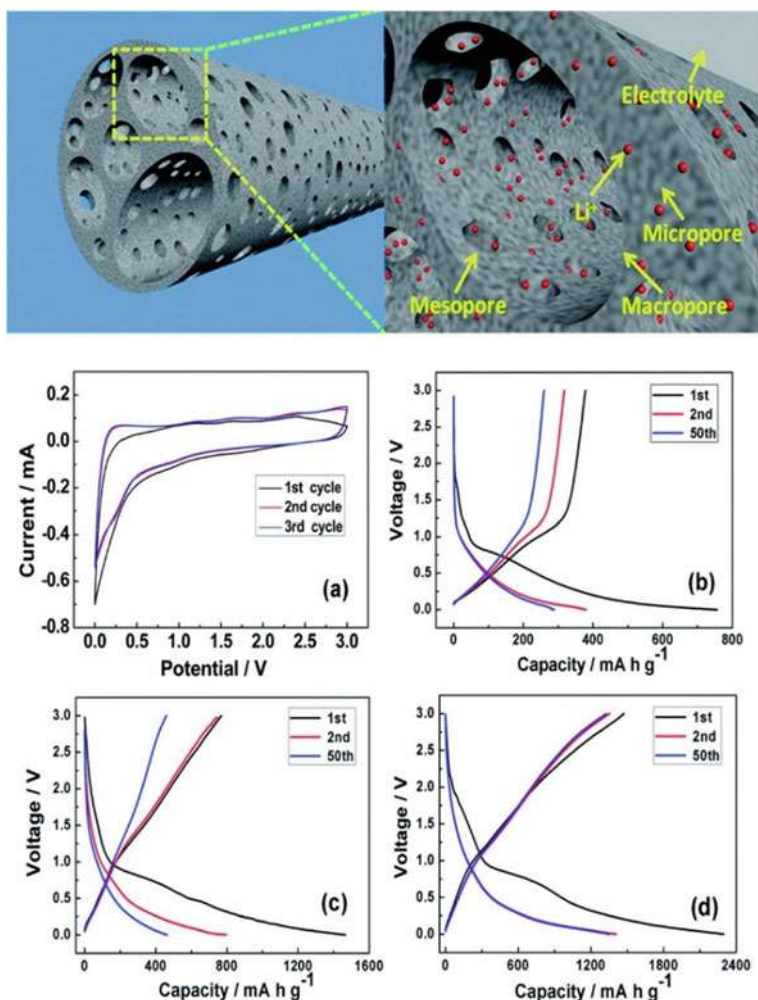 Electrolyte
Li⁺
Micropore
Mesopore
Macropore
0.2
0.0
-0.2
-0.4
-0.6
-0.8
Current / mA
1st cycle
2nd cycle
3rd cycle
(a)
0.0 0.5 1.0 1.5 2.0 2.5 3.0
Potential / V
3.0
2.5
2.0
1.5
1.0
0.5
0.0
Voltage / V
1st
2nd
50th
(b)
0 200 400 600 800
Capacity / mA h g⁻¹
3.0
2.5
2.0
1.5
1.0
0.5
0.0
Voltage / V
1st
2nd
50th
(c)
0 400 800 1200 1600
Capacity / mA h g⁻¹
3.0
2.5
2.0
1.5
1.0
0.5
0.0
Voltage / V
1st
2nd
50th
(d)
0 600 1200 1800 2400
Capacity / mA h g⁻¹